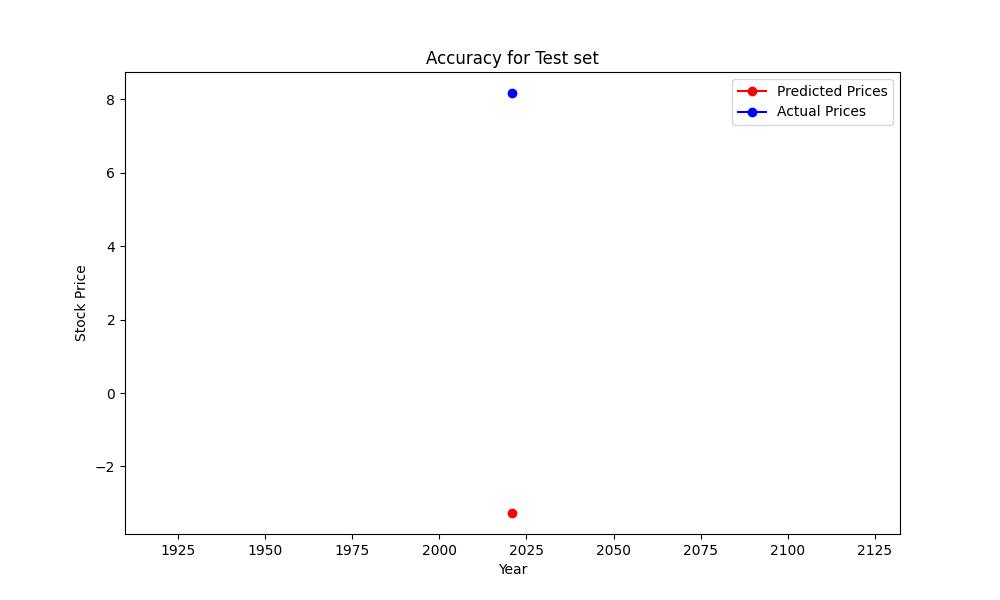 Accuracy for Test set
Predicted Prices
Actual Prices
8
6
4
2
0
−2
Stock Price
1925 1950 1975 2000 2025 2050 2075 2100 2125
Year